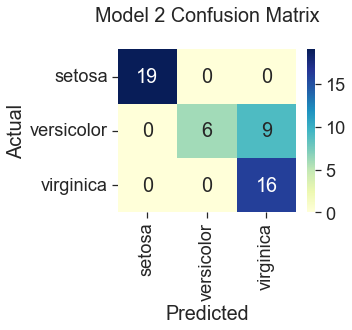 Model 2 Confusion Matrix
setosa 19 0 0
versicolor 0 6 9
virginica 0 0 16
15
10
5
0
Actual
setosa
versicolor
virginica
Predicted